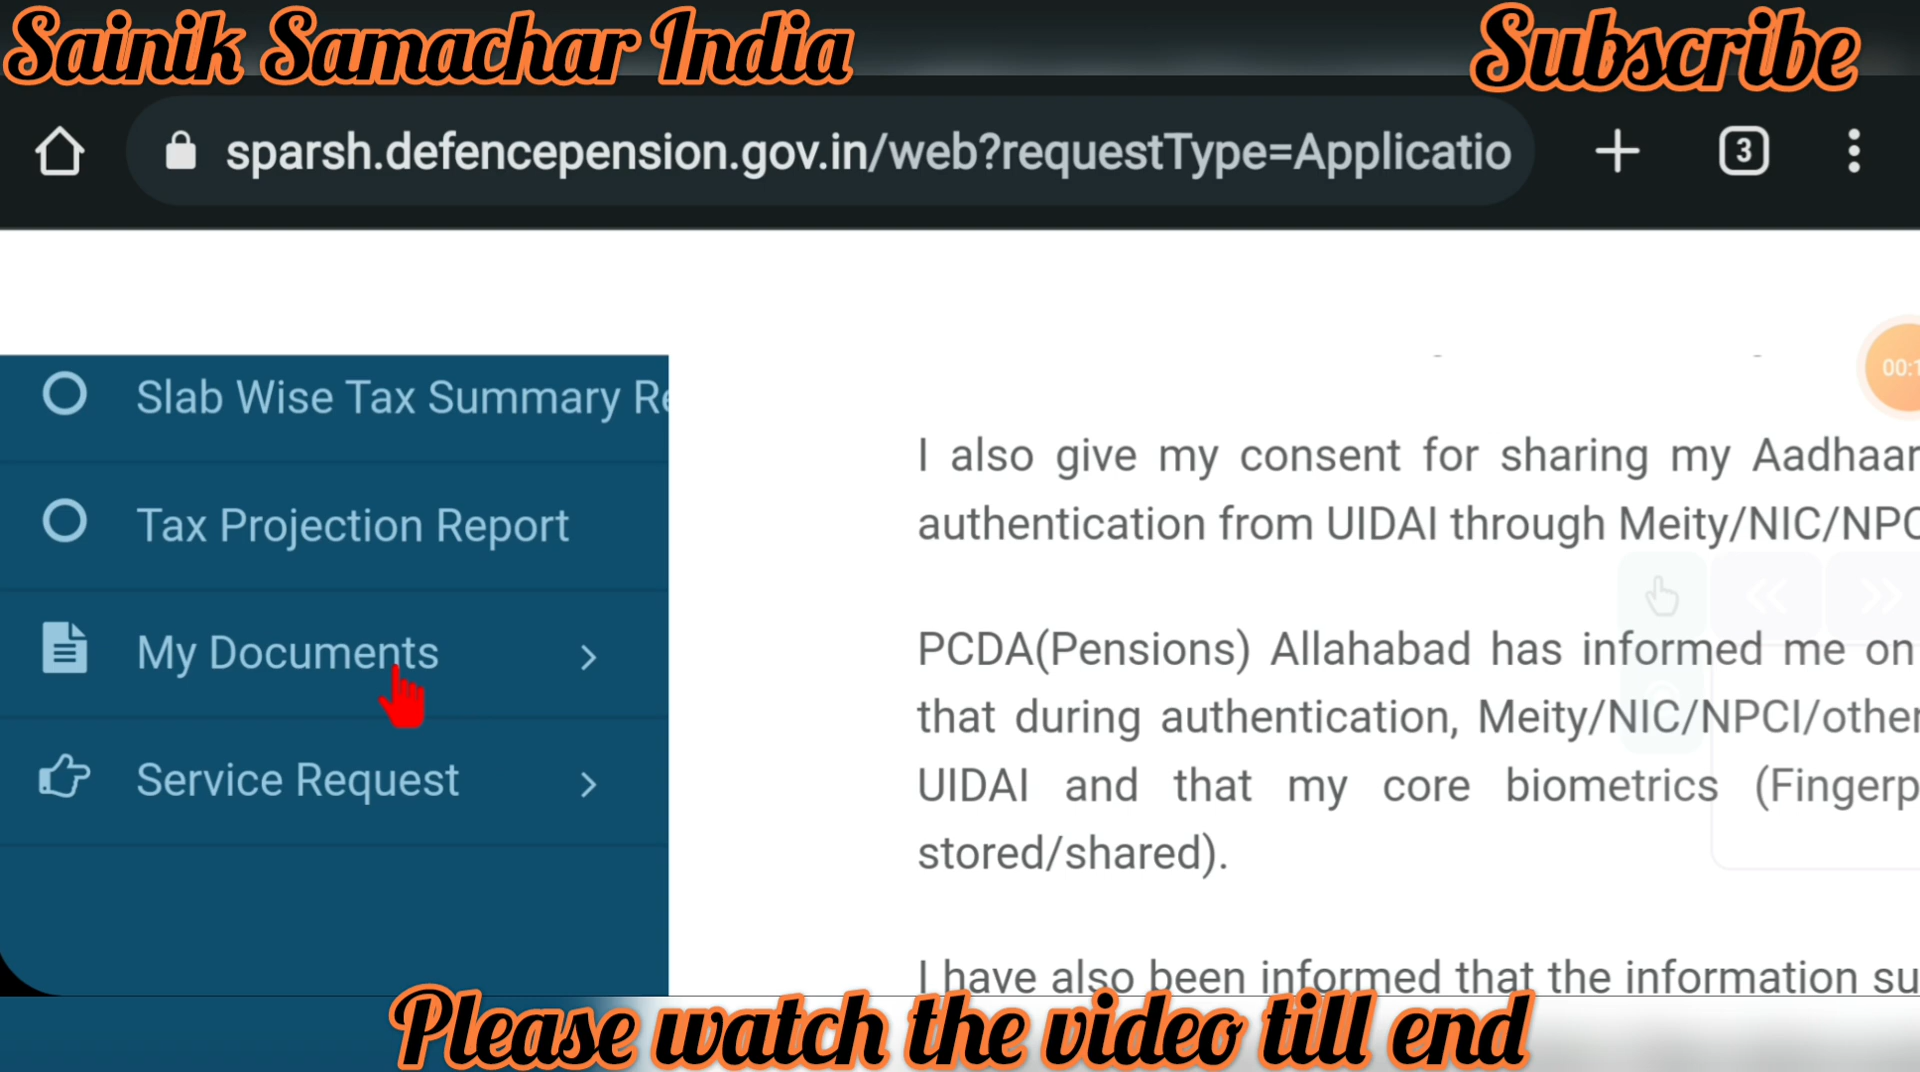 Sainik Samachar India
Subscribe
sparsh.defencepension.gov.in/web?requestType=Applicatio
3
Slab Wise Tax Summary Re
00:1
Tax Projection Report
My Documents
Service Request
I also give my consent for sharing my Aadhaar
authentication from UIDAI through Meity/NIC/NPC
PCDA(Pensions) Allahabad has informed me on
that during authentication, Meity/NIC/NPCI/other
UIDAI and that my core biometrics (Fingerp
stored/shared).
I have also been informed that the information su
Please watch the video till end